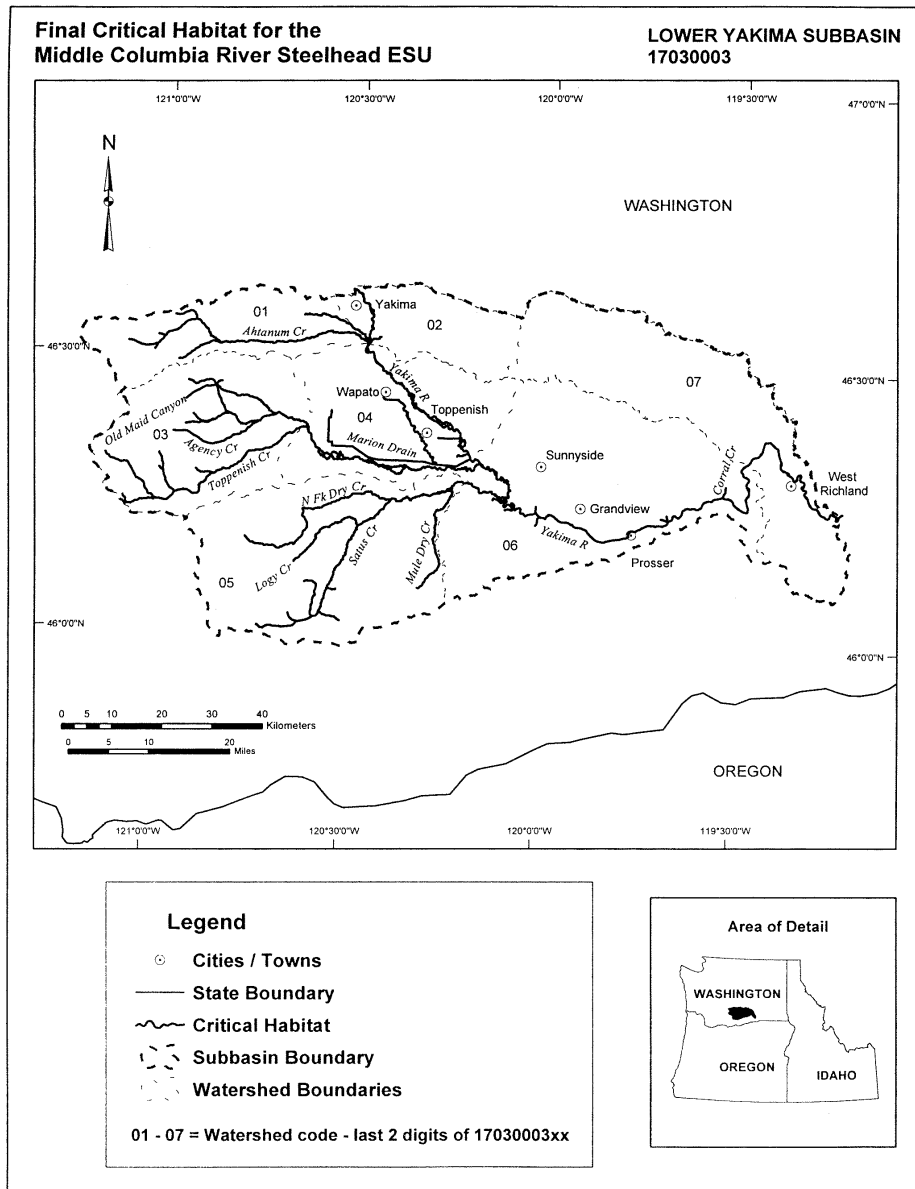 Final Critical Habitat for the
Middle Columbia River Steelhead ESU
LOWER YAKIMA SUBBASIN
17030003
121°0'0"W
120°30'0"W
120°0'0"W
119°30'0"W
47°0'0"N
N
WASHINGTON
01
Yakima
02
Ahtanum Cr
46°30'0"N
46°30'0"N
07
Yakima R
Wapato
Toppenish
04
Old Maid Canyon
03
Agency Cr
Marion Drain
Toppenish Cr
Sunnyside
Corral Cr
West
Richland
N Fk Dry Cr
Grandview
Satus Cr
Mule Dry Cr
06
Yakima R
Prosser
Logy Cr
05
46°0'0"N
46°0'0"N
0 5 10 20 30 40
Kilometers
0 5 10 20
Miles
OREGON
121°0'0"W
120°30'0"W
120°0'0"W
119°30'0"W
Legend
Cities / Towns
State Boundary
Critical Habitat
Subbasin Boundary
Watershed Boundaries
01 - 07 = Watershed code - last 2 digits of 17030003xx
Area of Detail
WASHINGTON
OREGON
IDAHO